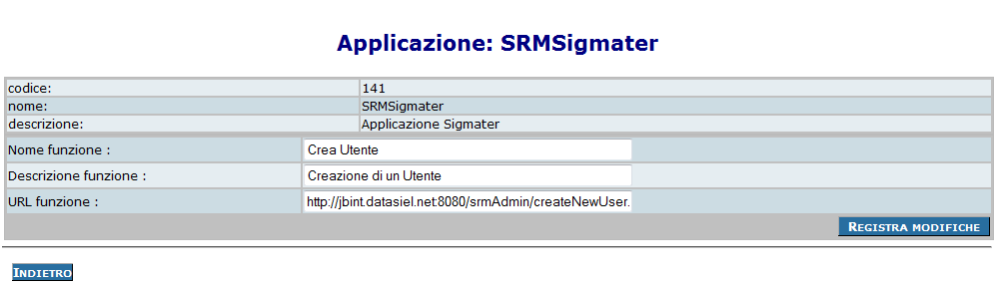 Applicazione: SRMSigmater
codice: 141
nome: SRMSigmater
descrizione: Applicazione Sigmater
Nome funzione : Crea Utente
Descrizione funzione : Creazione di un Utente
URL funzione : http://jbint.datasiel.net:8080/srmAdmin/createNewUser.
REGISTRA MODIFICHE
INDIETRO